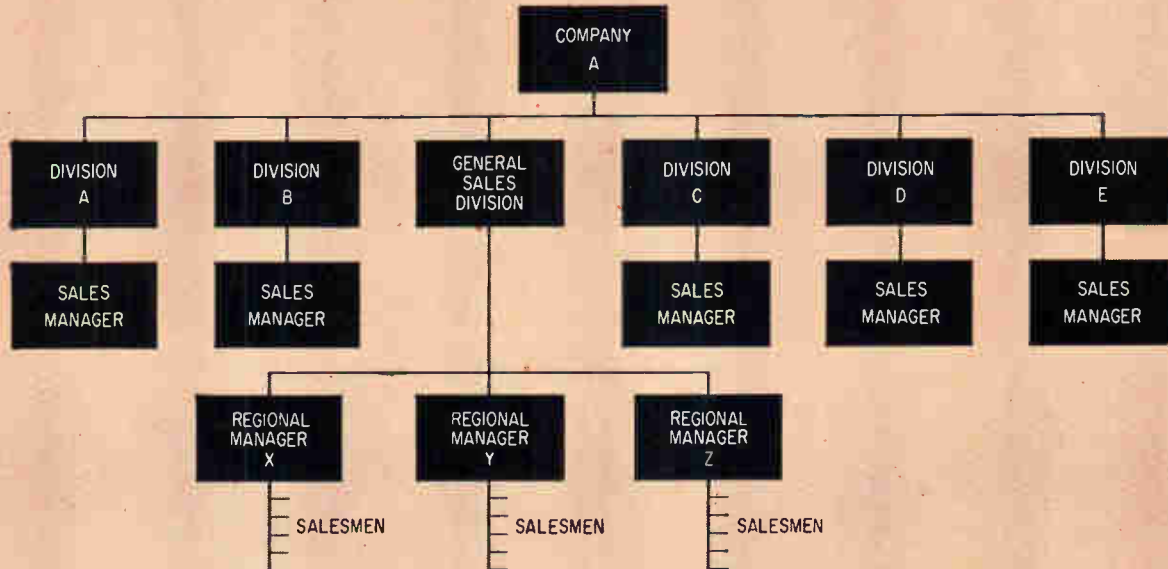 COMPANY
A
DIVISION
A
DIVISION
B
GENERAL
SALES
DIVISION
DIVISION
C
DIVISION
D
DIVISION
E
SALES
MANAGER
SALES
MANAGER
SALES
MANAGER
SALES
MANAGER
SALES
MANAGER
REGIONAL
MANAGER
X
REGIONAL
MANAGER
Y
REGIONAL
MANAGER
Z
SALESMEN
SALESMEN
SALESMEN